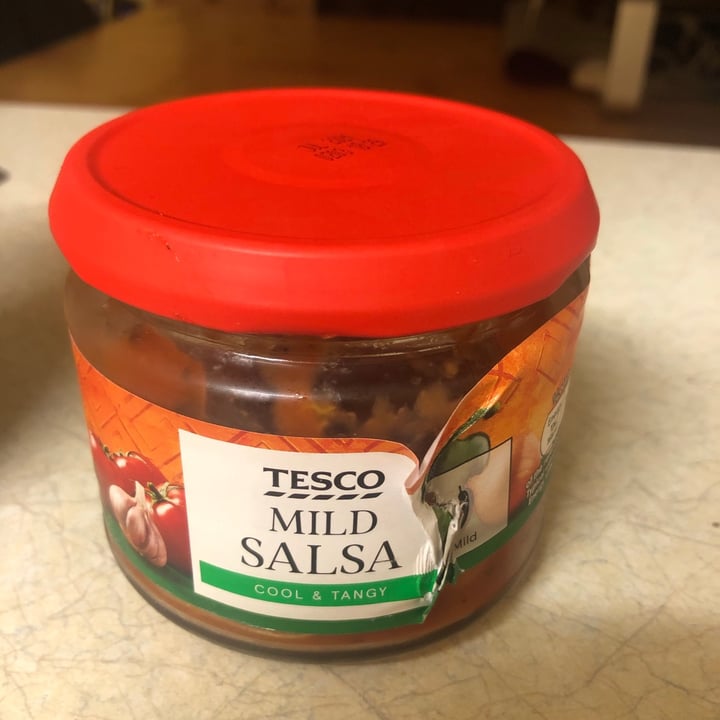 TESCO
MILD
SALSA
COOL & TANGY
Mild